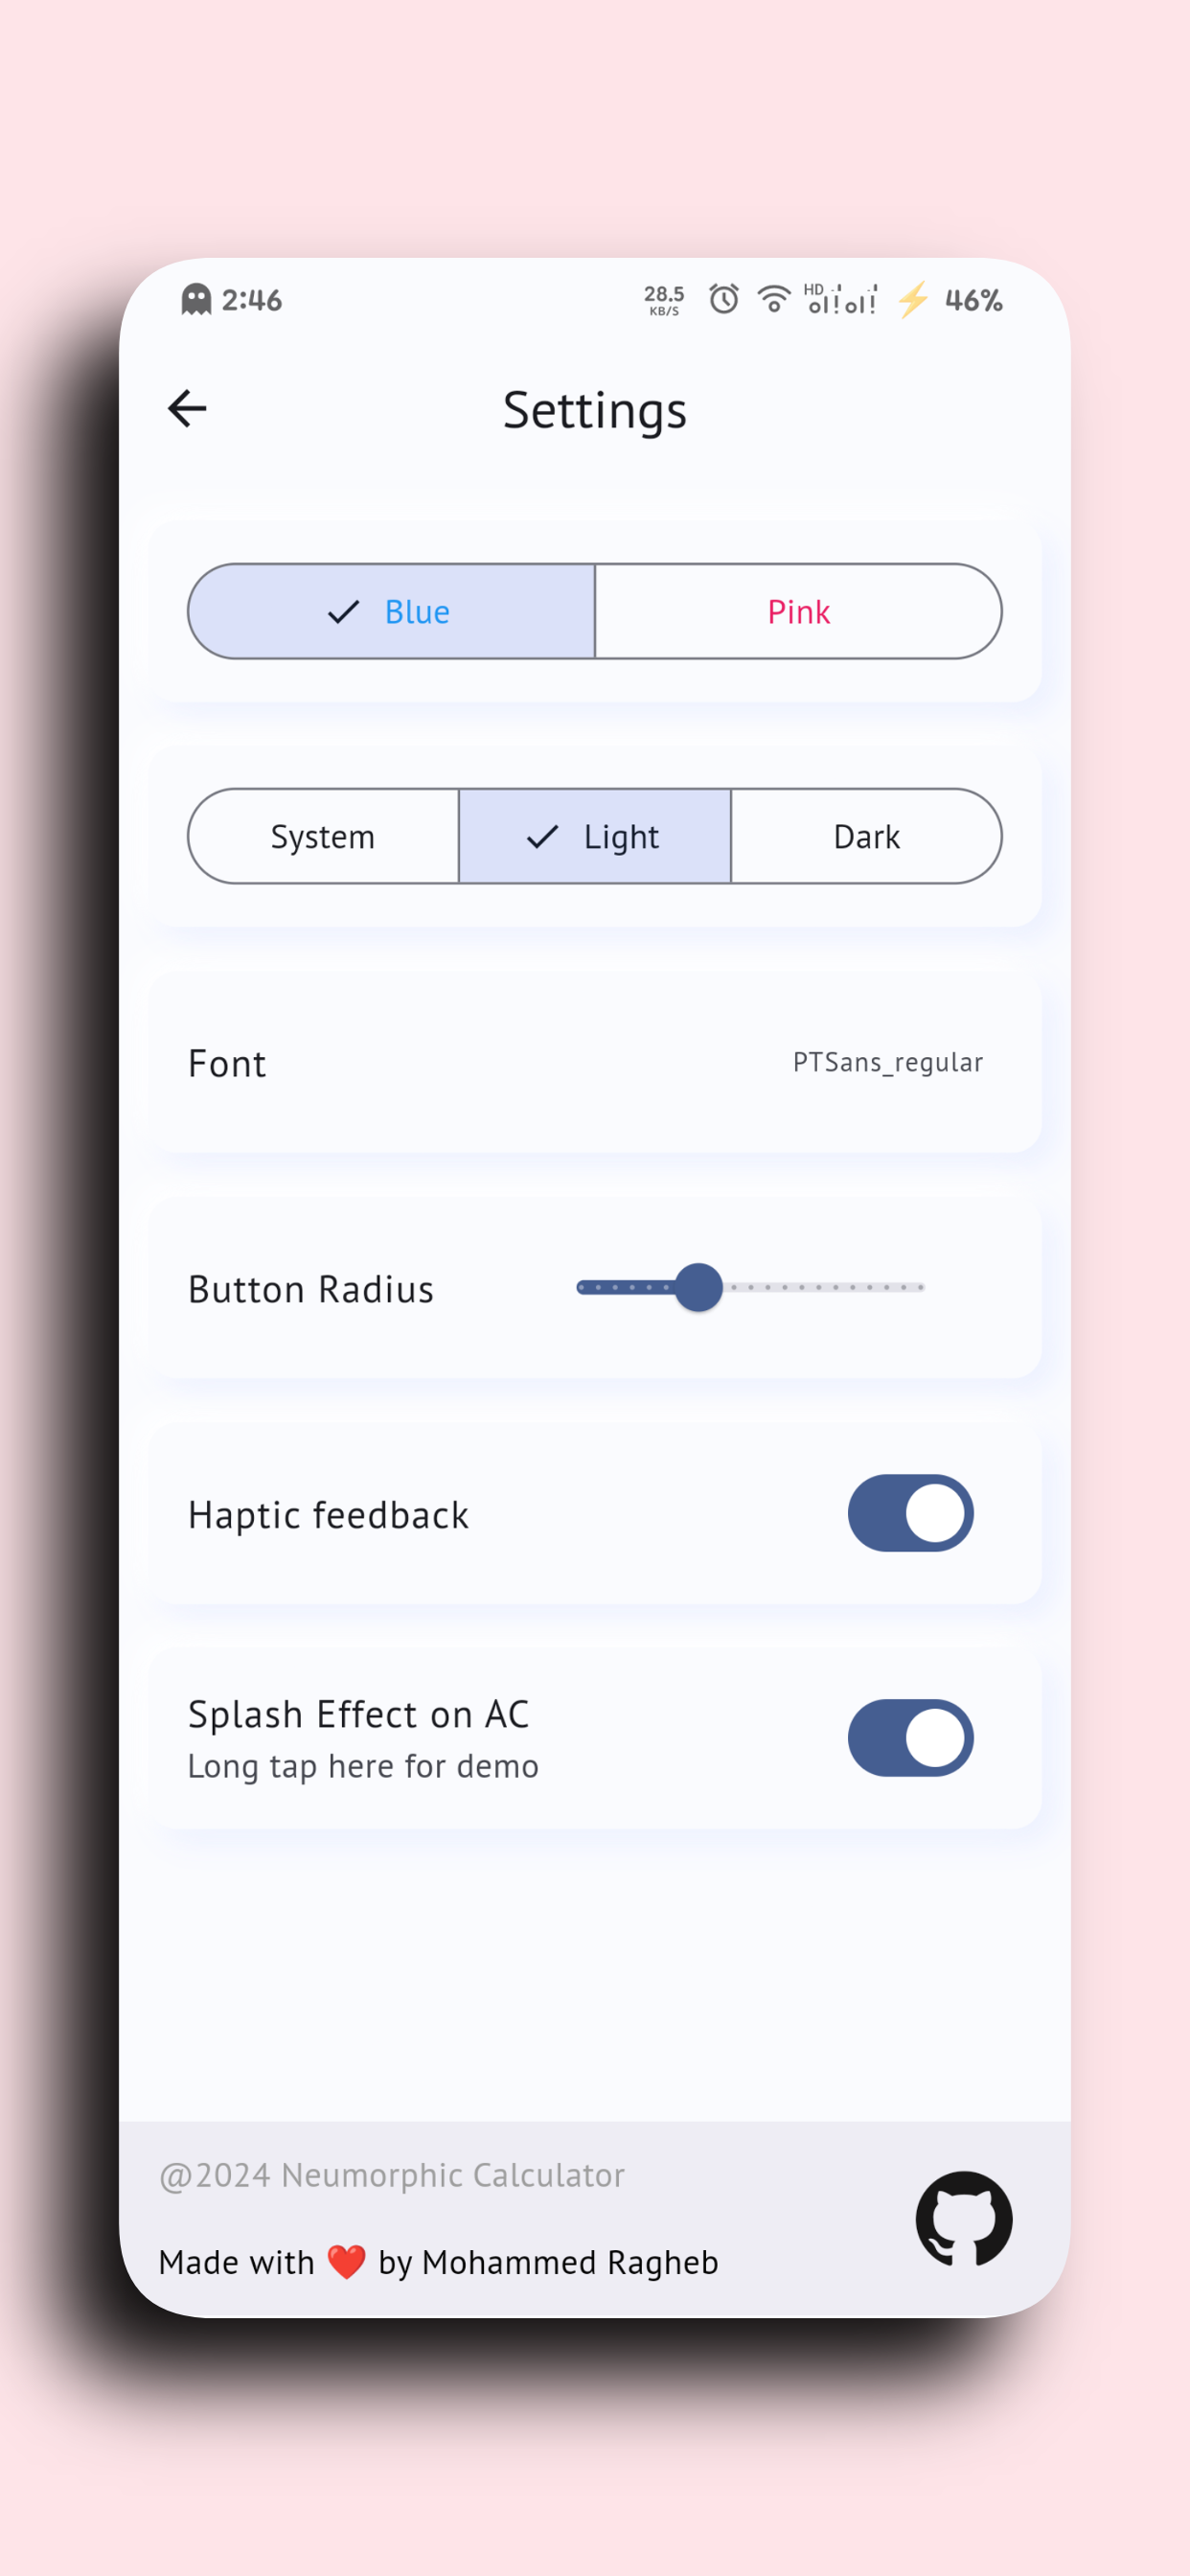 2:46 28.5 KB/S HD 46%
Settings
Blue Pink
System Light Dark
Font PTSans_regular
Button Radius
Haptic feedback
Splash Effect on AC
Long tap here for demo
@2024 Neumorphic Calculator
Made with ❤️ by Mohammed Ragheb